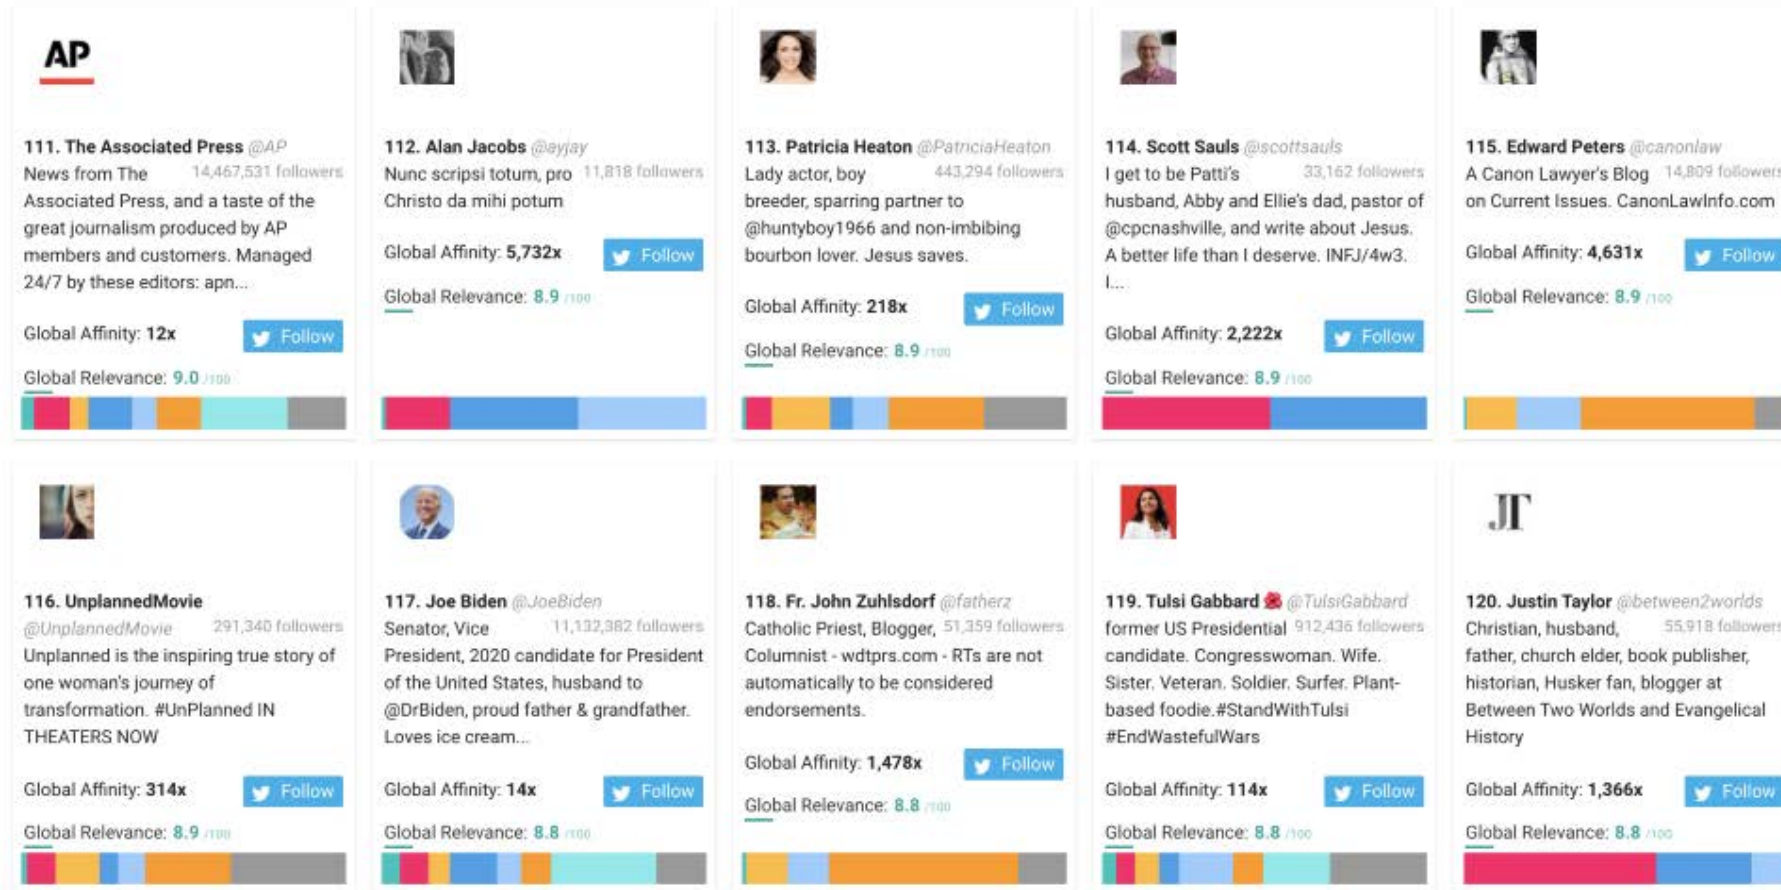 AP
111. The Associated Press @AP
News from The 14,467,531 followers
Associated Press, and a taste of the
great journalism produced by AP
members and customers. Managed
24/7 by these editors: apn...
Global Affinity: 12x Follow
Global Relevance: 9.0 /100
112. Alan Jacobs @ayjay
Nunc scripsi totum, pro 11,818 followers
Christo da mihi potum
Global Affinity: 5,732x Follow
Global Relevance: 8.9 /100
113. Patricia Heaton @PatriciaHeaton
Lady actor, boy 443,294 followers
breeder, sparring partner to
@huntyboy1966 and non-imbibing
bourbon lover. Jesus saves.
Global Affinity: 218x Follow
Global Relevance: 8.9 /100
114. Scott Sauls @scottsauls
I get to be Patti's 33,162 followers
husband, Abby and Ellie's dad, pastor of
@cpcnashville, and write about Jesus.
A better life than I deserve. INFJ/4w3.
I...
Global Affinity: 2,222x Follow
Global Relevance: 8.9 /100
115. Edward Peters @canonlaw
A Canon Lawyer's Blog 14,809 followers
on Current Issues. CanonLawInfo.com
Global Affinity: 4,631x Follow
Global Relevance: 8.9 /100
116. UnplannedMovie
@UnplannedMovie 291,340 followers
Unplanned is the inspiring true story of
one woman's journey of
transformation. #UnPlanned IN
THEATERS NOW
Global Affinity: 314x Follow
Global Relevance: 8.9 /100
117. Joe Biden @JoeBiden
Senator, Vice 11,132,382 followers
President, 2020 candidate for President
of the United States, husband to
@DrBiden, proud father & grandfather.
Loves ice cream...
Global Affinity: 14x Follow
Global Relevance: 8.8 /100
118. Fr. John Zuhlsdorf @fatherz
Catholic Priest, Blogger, 51,359 followers
Columnist - wdtprs.com - RTs are not
automatically to be considered
endorsements.
Global Affinity: 1,478x Follow
Global Relevance: 8.8 /100
119. Tulsi Gabbard 🌺 @TulsiGabbard
former US Presidential 912,436 followers
candidate. Congresswoman. Wife.
Sister. Veteran. Soldier. Surfer. Plant-
based foodie.#StandWithTulsi
#EndWastefulWars
Global Affinity: 114x Follow
Global Relevance: 8.8 /100
JT
120. Justin Taylor @between2worlds
Christian, husband, 55,918 followers
father, church elder, book publisher,
historian, Husker fan, blogger at
Between Two Worlds and Evangelical
History
Global Affinity: 1,366x Follow
Global Relevance: 8.8 /100